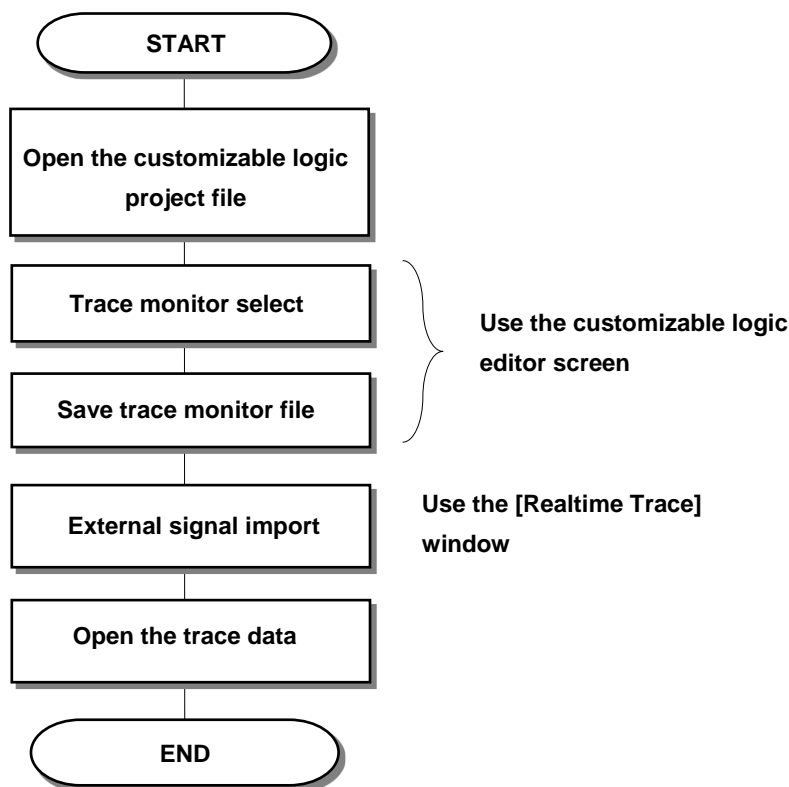 START
Open the customizable logic
project file
Trace monitor select
Use the customizable logic
editor screen
Save trace monitor file
External signal import
Use the [Realtime Trace]
window
Open the trace data
END